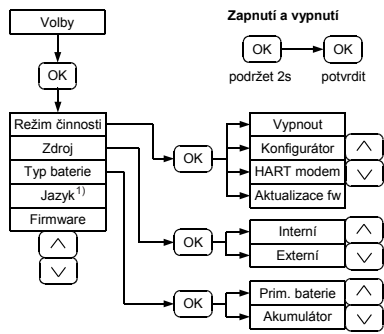 Volby
Zapnutí a vypnutí
OK
OK
OK
podržet 2s
potvrdit
Režim činnosti
Zdroj
Typ baterie
Jazyk1)
Firmware
OK
Vypnout
Konfigurátor
HART modem
Aktualizace fw
OK
Interní
Externí
OK
Prim. baterie
Akumulátor